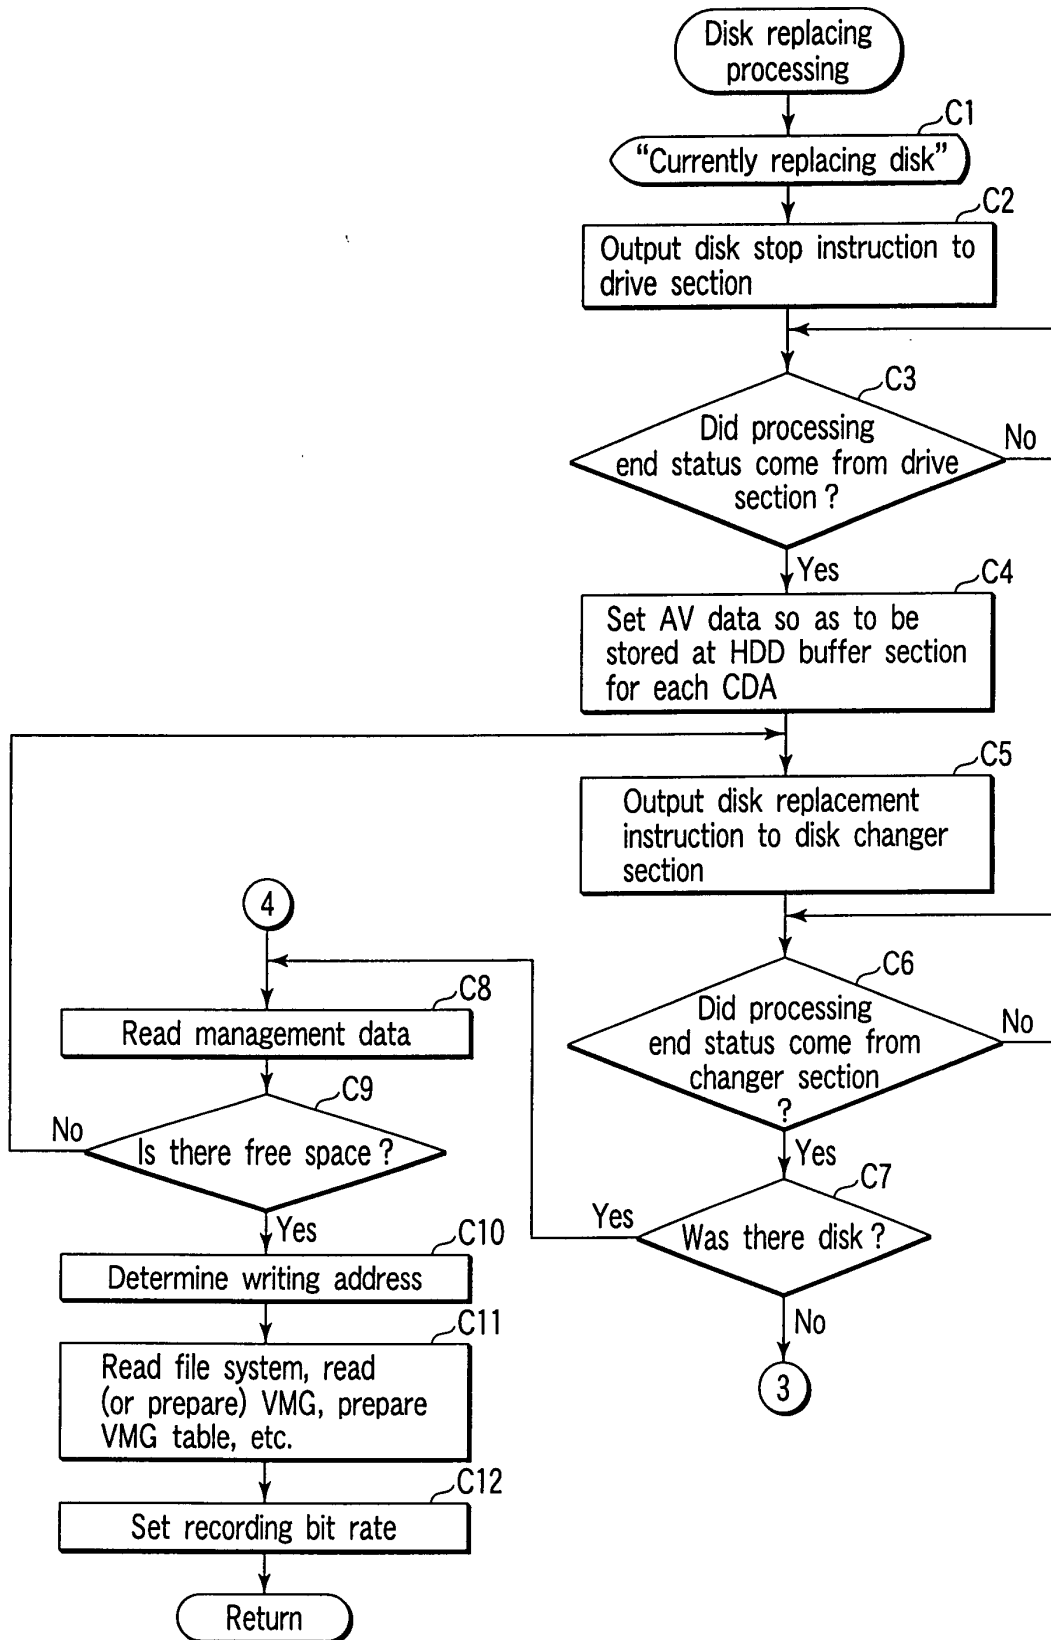 Disk replacing
processing
C1
“Currently replacing disk”
C2
Output disk stop instruction to
drive section
C3
Did processing
end status come from drive
section ?
No
Yes
C4
Set AV data so as to be
stored at HDD buffer section
for each CDA
C5
Output disk replacement
instruction to disk changer
section
C6
Did processing
end status come from
changer section
?
No
Yes
C7
Was there disk ?
Yes
No
3
4
C8
Read management data
C9
Is there free space ?
No
Yes
C10
Determine writing address
C11
Read file system, read
(or prepare) VMG, prepare
VMG table, etc.
C12
Set recording bit rate
Return